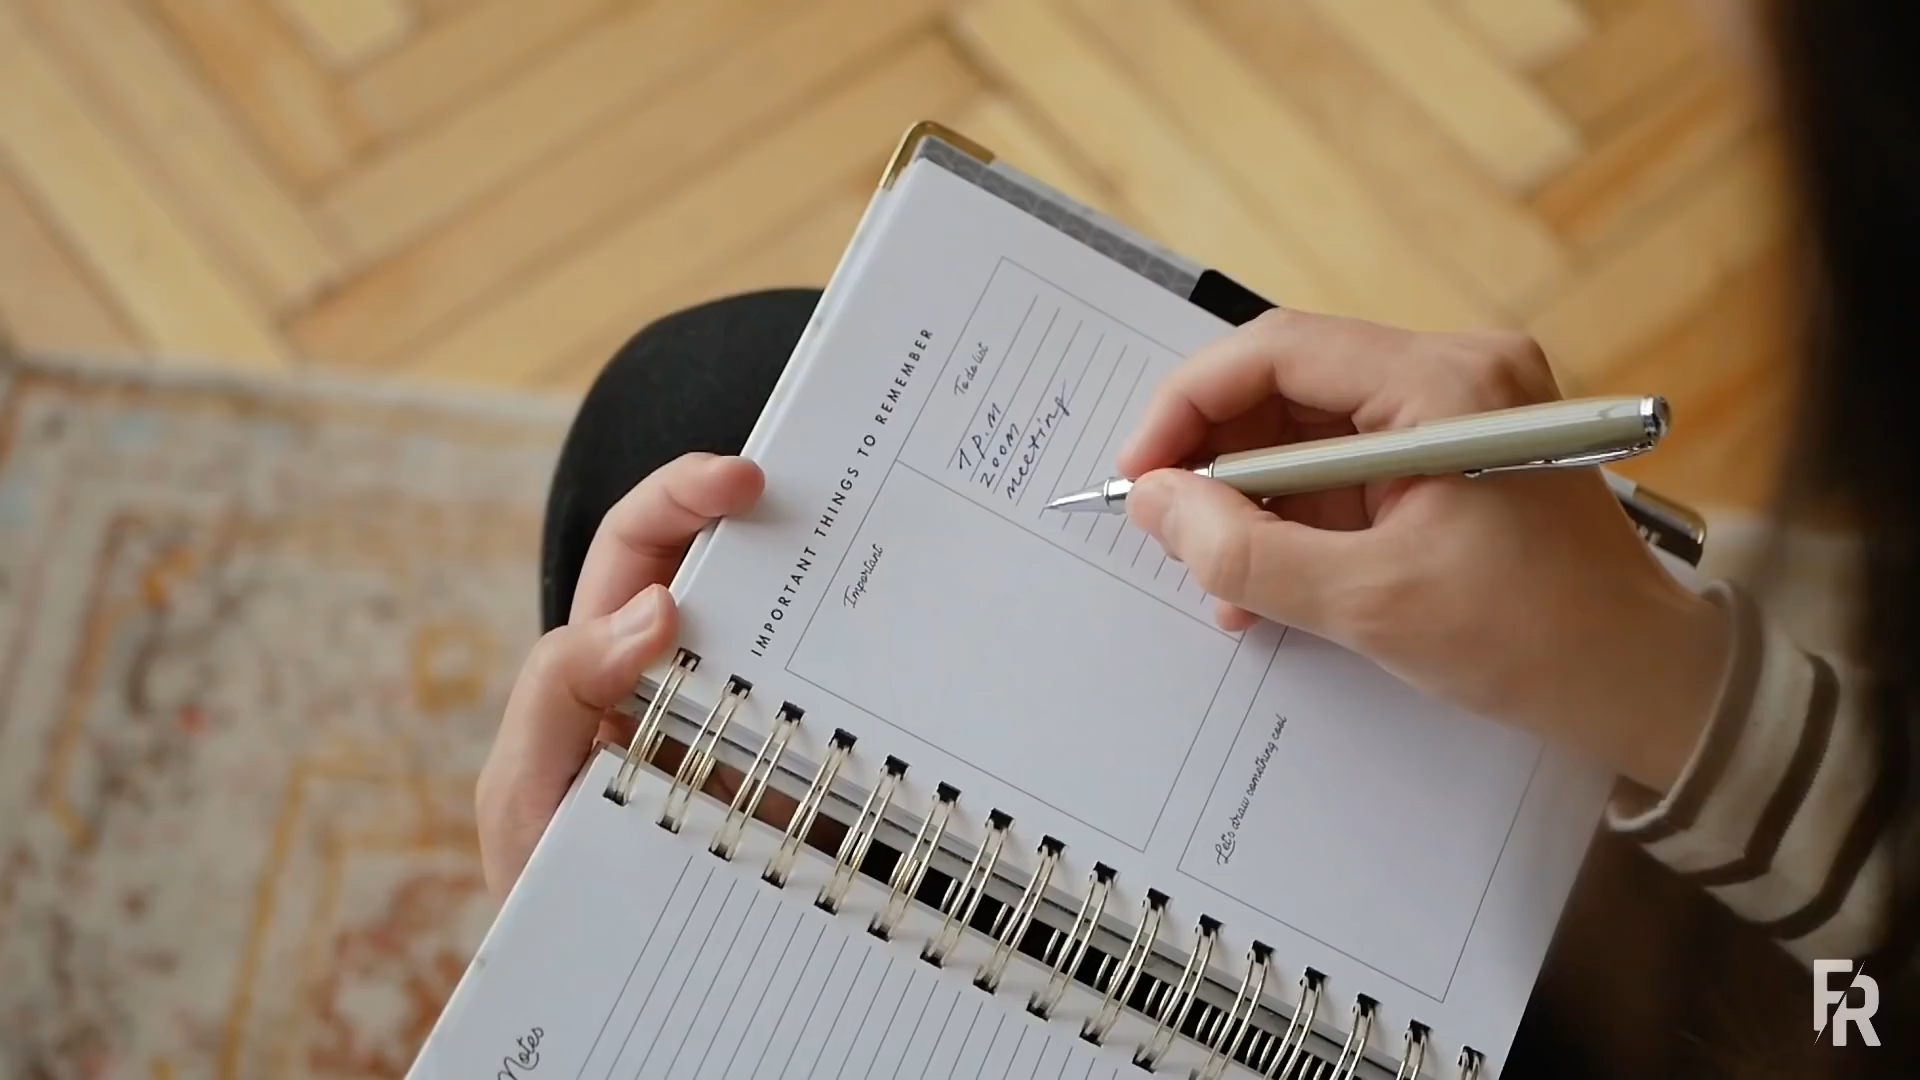 IMPORTANT THINGS TO REMEMBER
To do list
1 P.M
ZOOM
meeting
Important
Let's draw something cool
Notes
FR